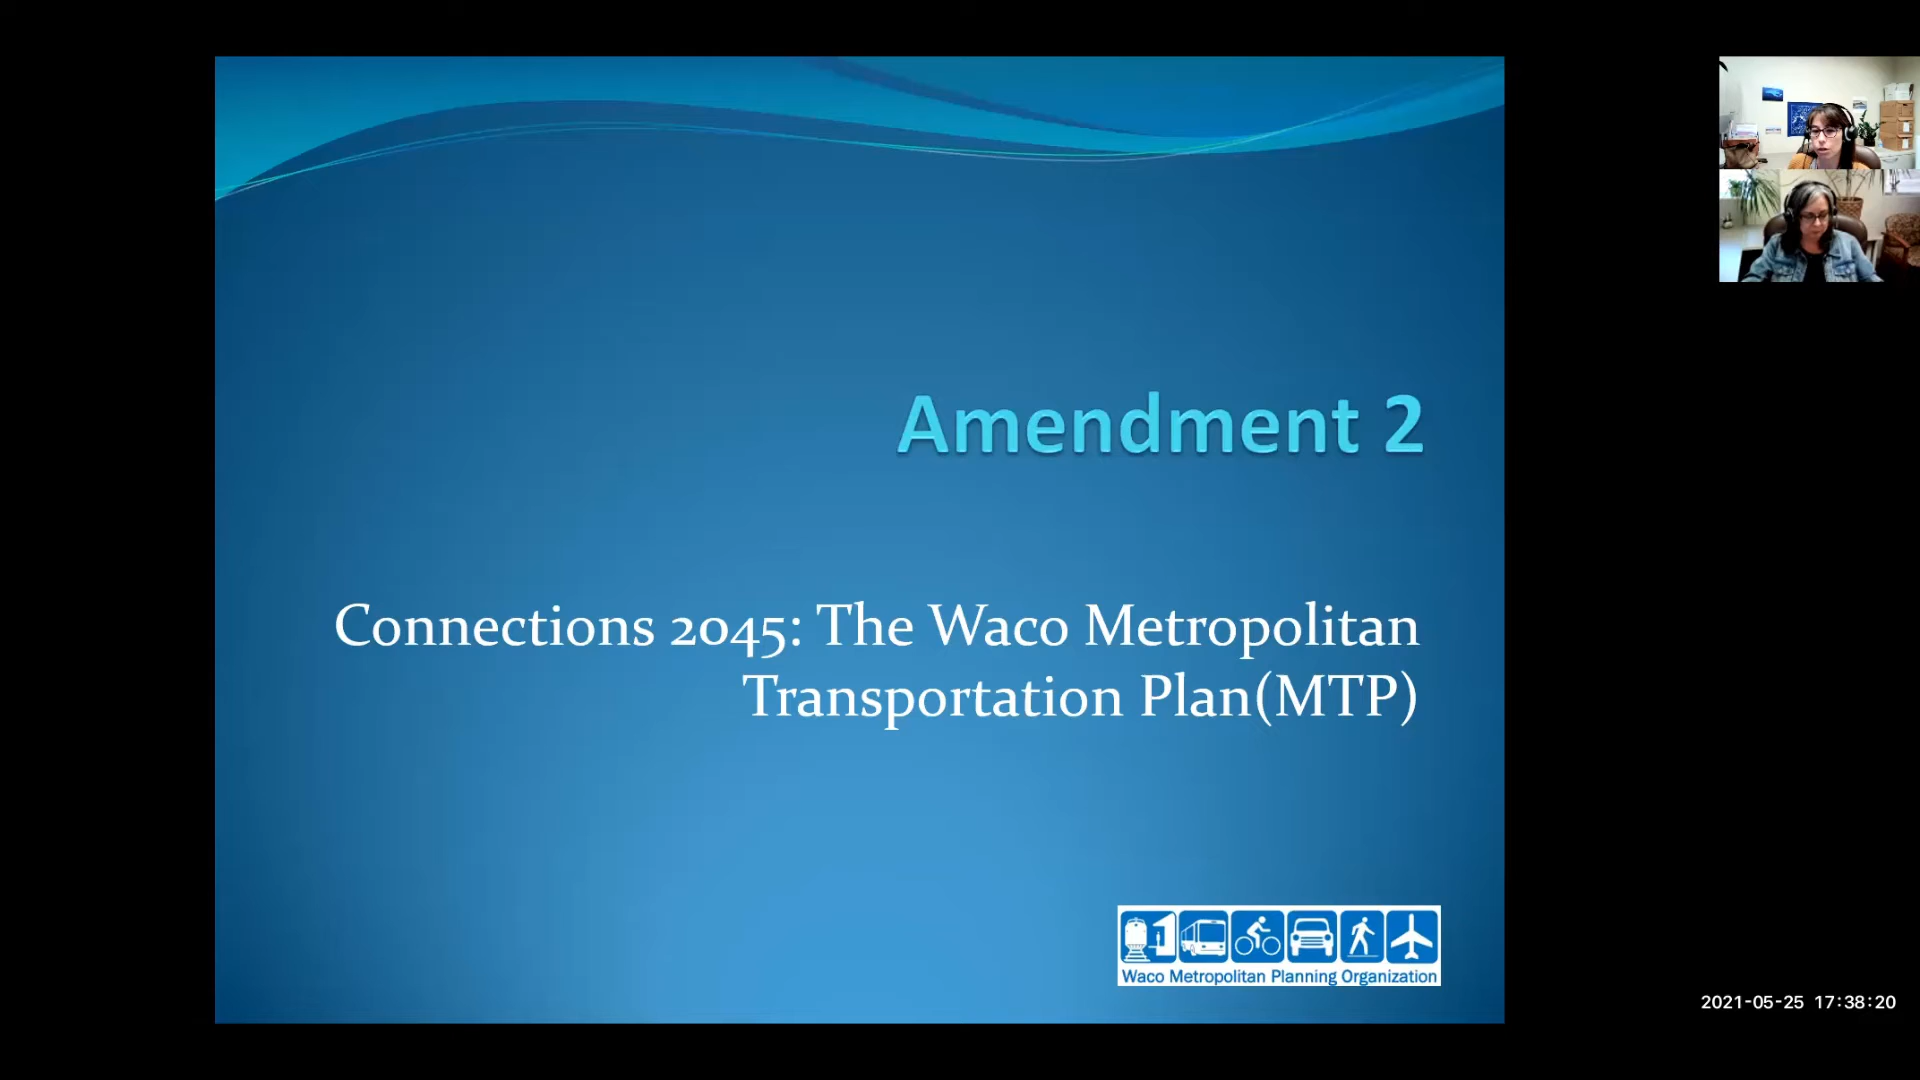 Amendment 2
Connections 2045: The Waco Metropolitan
Transportation Plan(MTP)
Waco Metropolitan Planning Organization
2021-05-25 17:38:20